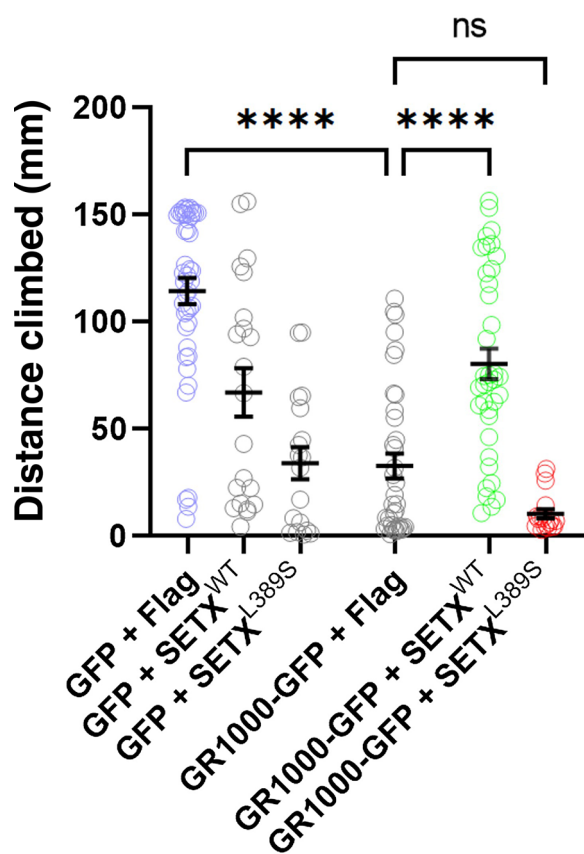 ns
****
****
Distance climbed (mm)
200
150
100
50
0
GFP + Flag
GFP + SETX^WT
GFP + SETX^L389S
GR1000-GFP + Flag
GR1000-GFP + SETX^WT
GR1000-GFP + SETX^L389S